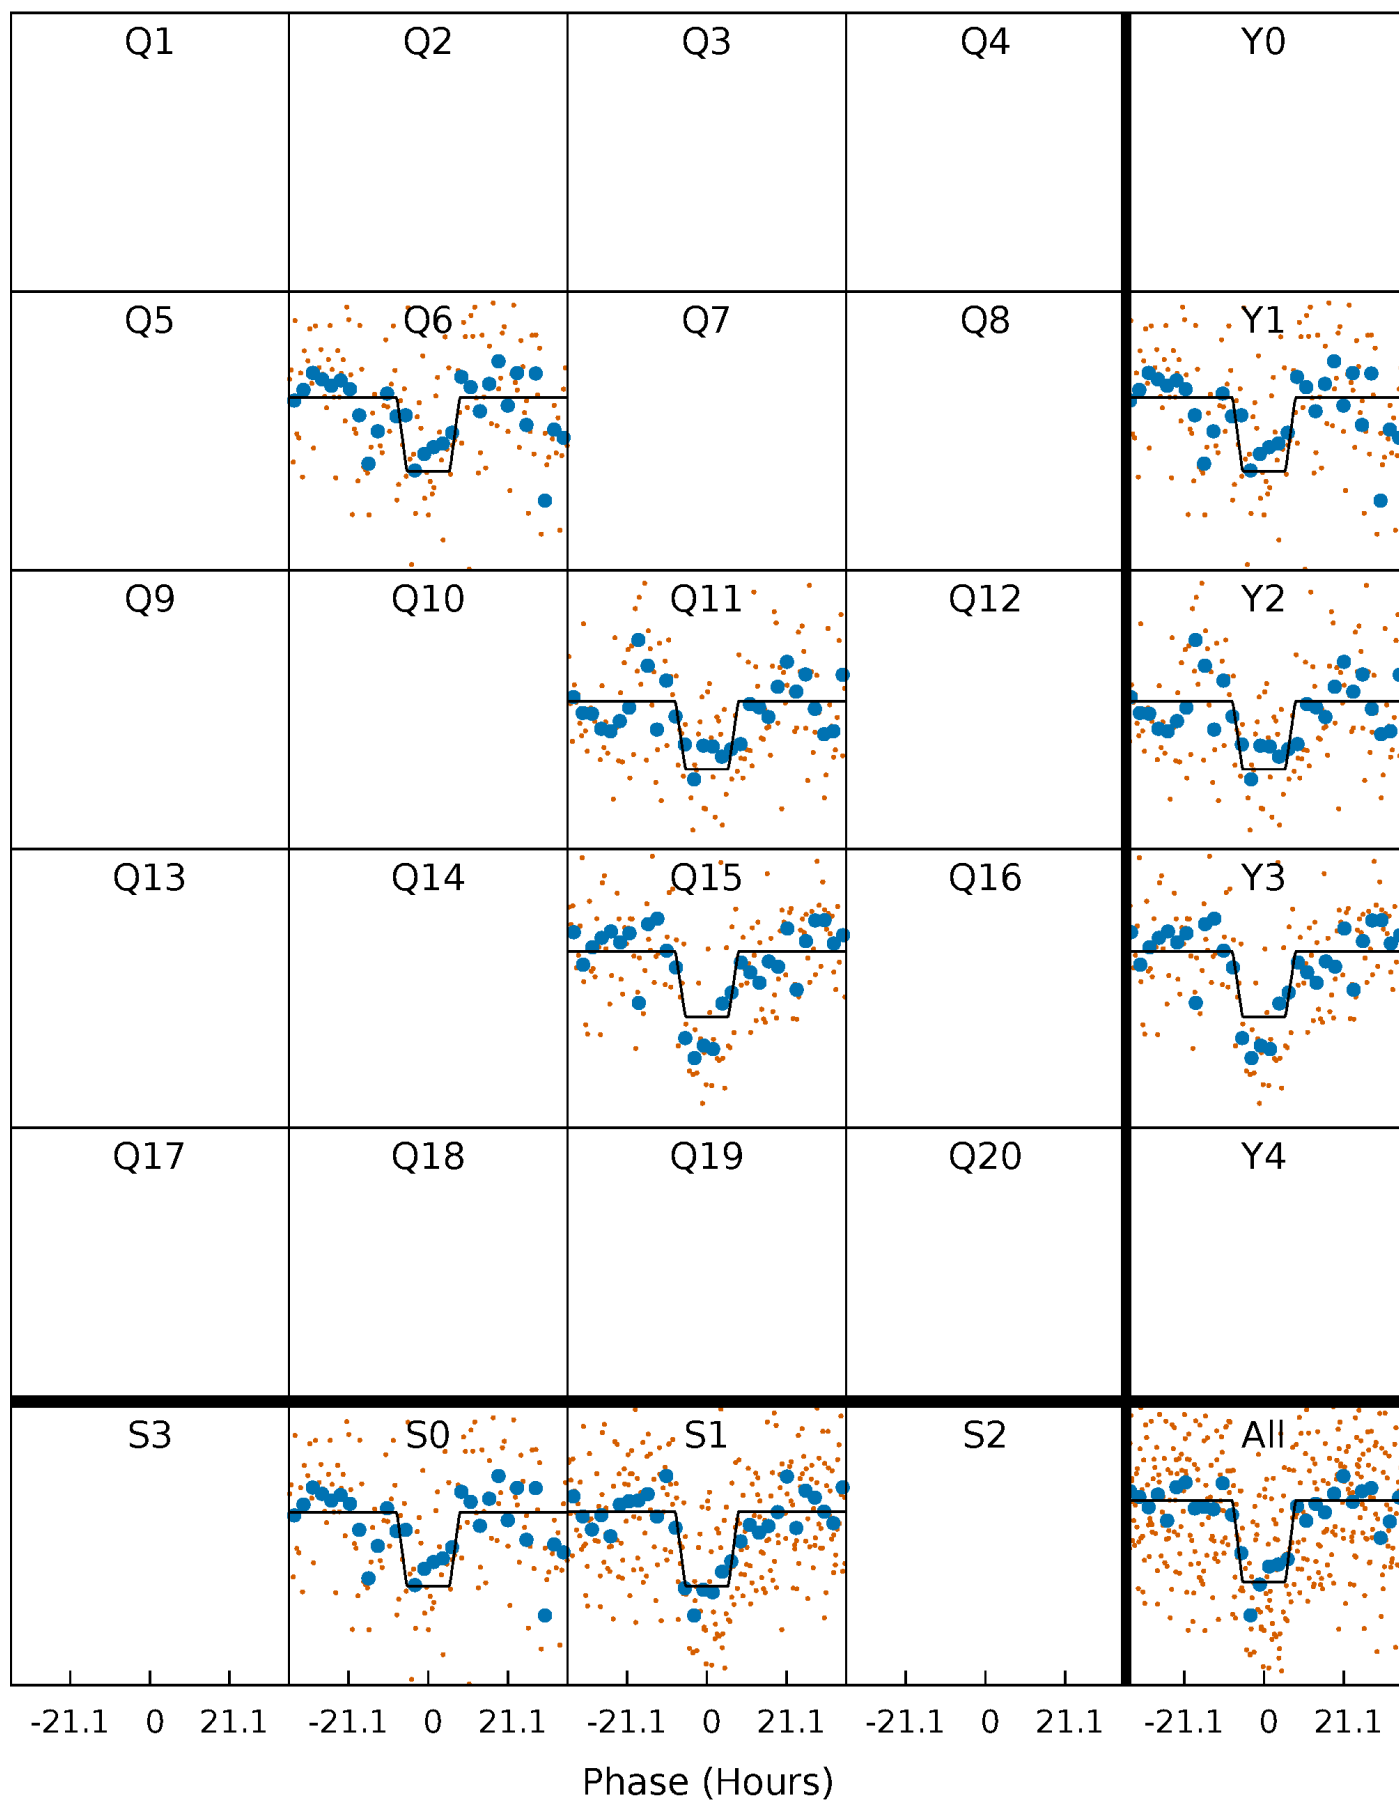 Q1 Q2 Q3 Q4 Y0
Q5 Q6 Q7 Q8 Y1
Q9 Q10 Q11 Q12 Y2
Q13 Q14 Q15 Q16 Y3
Q17 Q18 Q19 Q20 Y4
S3 S0 S1 S2 All
-21.1 0 21.1 -21.1 0 21.1 -21.1 0 21.1 -21.1 0 21.1 -21.1 0 21.1
Phase (Hours)